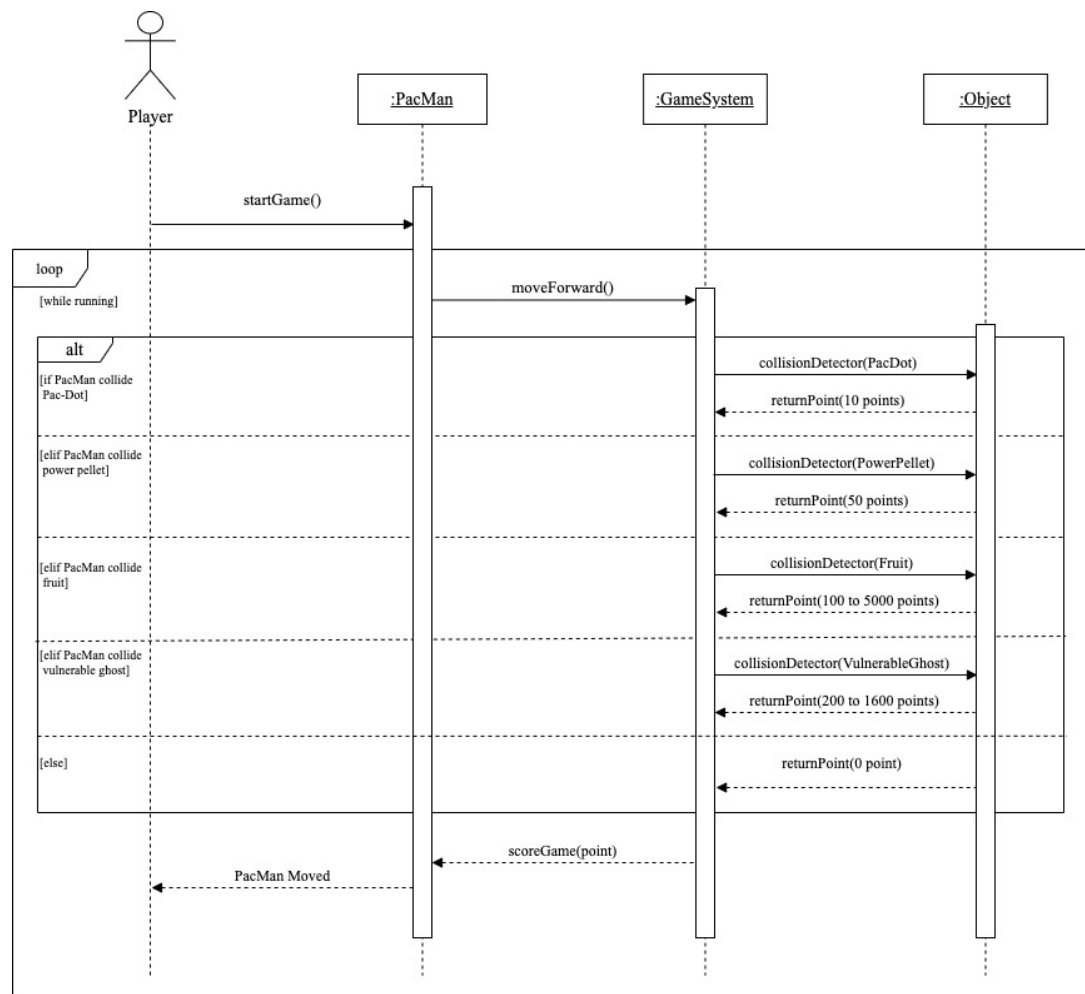 Player
:PacMan
:GameSystem
:Object
startGame()
loop
[while running]
moveForward()
alt
[if PacMan collide
Pac-Dot]
collisionDetector(PacDot)
returnPoint(10 points)
[elif PacMan collide
power pellet]
collisionDetector(PowerPellet)
returnPoint(50 points)
[elif PacMan collide
fruit]
collisionDetector(Fruit)
returnPoint(100 to 5000 points)
[elif PacMan collide
vulnerable ghost]
collisionDetector(VulnerableGhost)
returnPoint(200 to 1600 points)
[else]
returnPoint(0 point)
scoreGame(point)
PacMan Moved